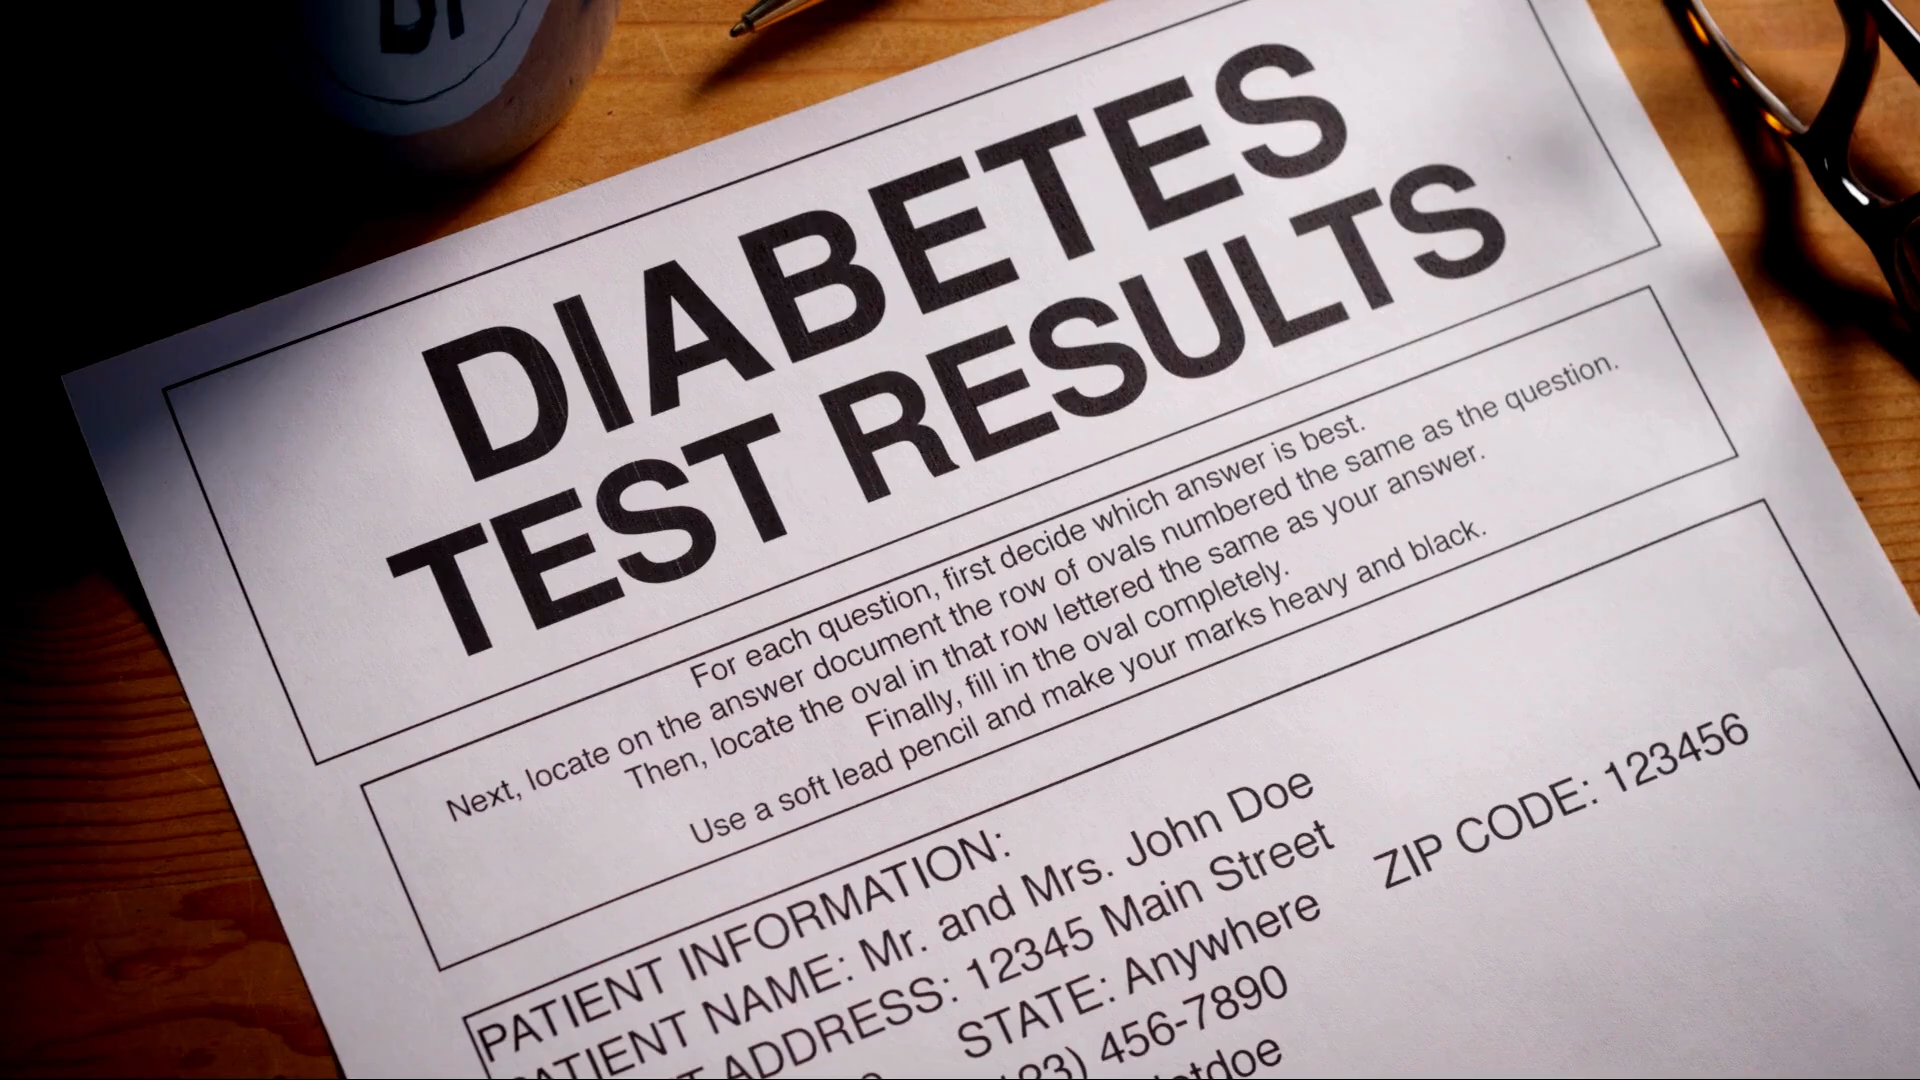 DIABETES
TEST RESULTS
For each question, first decide which answer is best.
Next, locate on the answer document the row of ovals numbered the same as the question.
Then, locate the oval in that row lettered the same as your answer.
Finally, fill in the oval completely.
Use a soft lead pencil and make your marks heavy and black.
PATIENT INFORMATION:
PATIENT NAME: Mr. and Mrs. John Doe
ADDRESS: 12345 Main Street
STATE: Anywhere ZIP CODE: 123456
456-7890